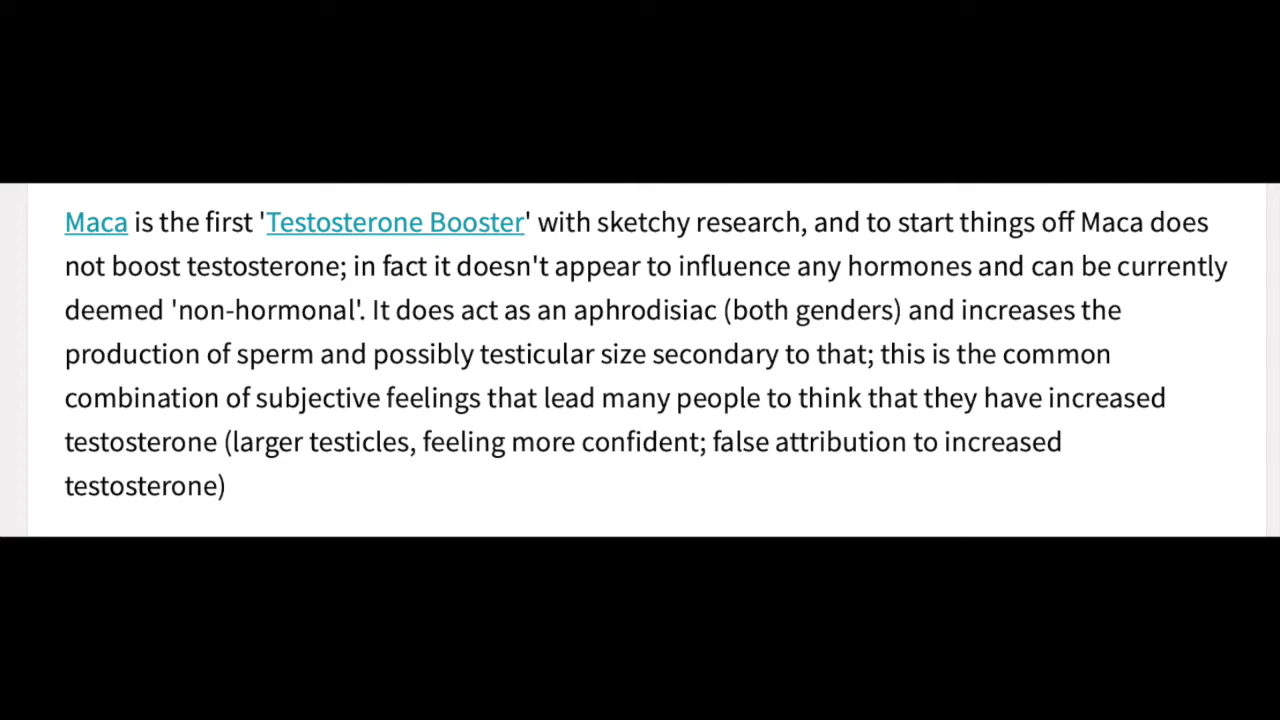 Maca is the first 'Testosterone Booster' with sketchy research, and to start things off Maca does
not boost testosterone; in fact it doesn't appear to influence any hormones and can be currently
deemed 'non-hormonal'. It does act as an aphrodisiac (both genders) and increases the
production of sperm and possibly testicular size secondary to that; this is the common
combination of subjective feelings that lead many people to think that they have increased
testosterone (larger testicles, feeling more confident; false attribution to increased
testosterone)